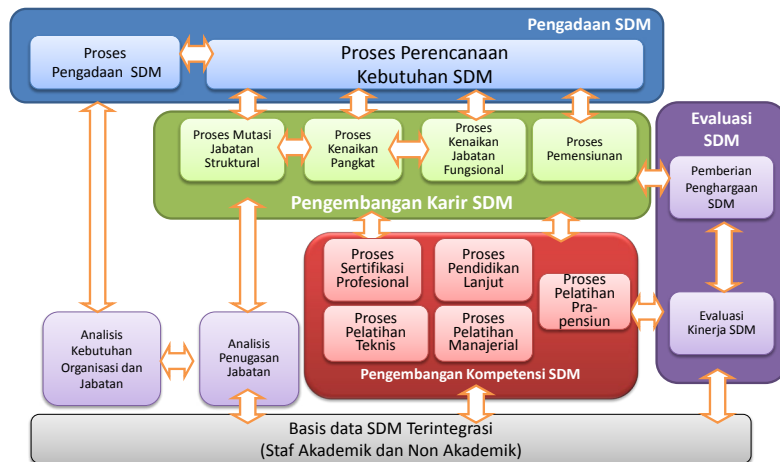 Pengadaan SDM
Proses
Pengadaan SDM
Proses Perencanaan
Kebutuhan SDM
Proses Mutasi
Jabatan
Struktural
Proses
Kenaikan
Pangkat
Proses
Kenaikan
Jabatan
Fungsional
Proses
Pemensiunan
Pengembangan Karir SDM
Evaluasi
SDM
Pemberian
Penghargaan
SDM
Evaluasi
Kinerja SDM
Proses
Sertifikasi
Profesional
Proses
Pendidikan
Lanjut
Proses
Pelatihan
Pra-
pensiun
Proses
Pelatihan
Teknis
Proses
Pelatihan
Manajerial
Pengembangan Kompetensi SDM
Analisis
Kebutuhan
Organisasi dan
Jabatan
Analisis
Penugasan
Jabatan
Basis data SDM Terintegrasi
(Staf Akademik dan Non Akademik)